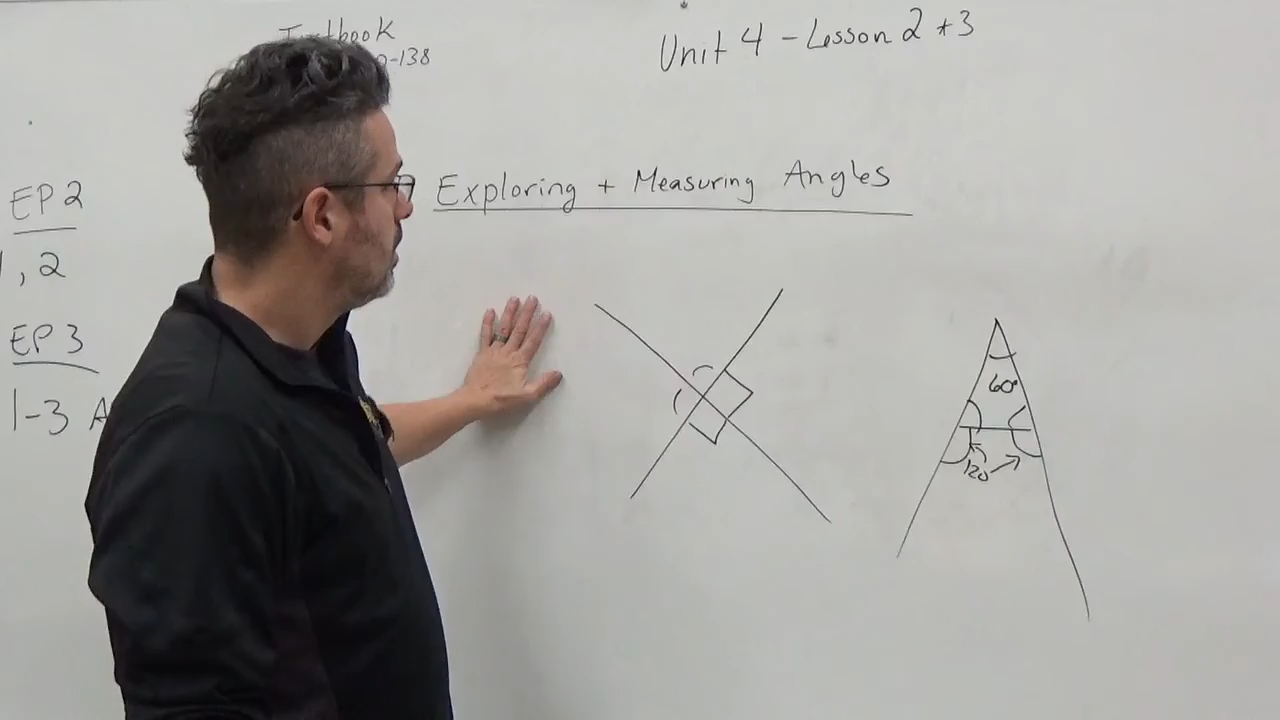 Textbook
-138
Unit 4 - Lesson 2 + 3
Exploring + Measuring Angles
EP 2
1, 2
EP 3
1-3 A
60°
120